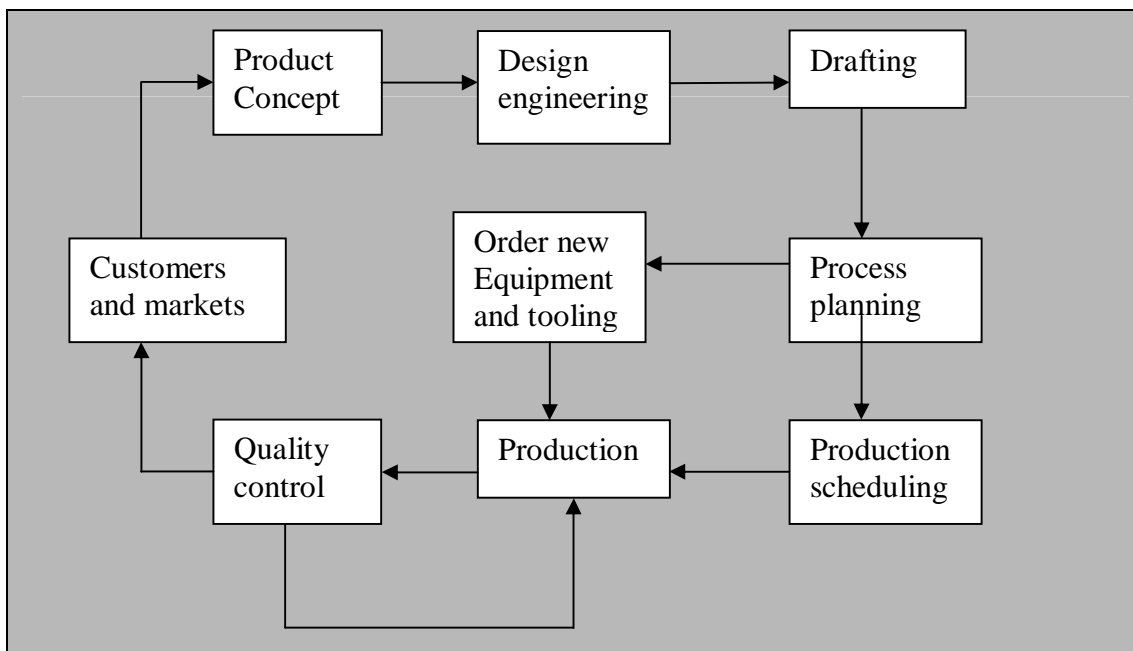 Product
Concept
Design
engineering
Drafting
Customers
and markets
Order new
Equipment
and tooling
Process
planning
Quality
control
Production
Production
scheduling